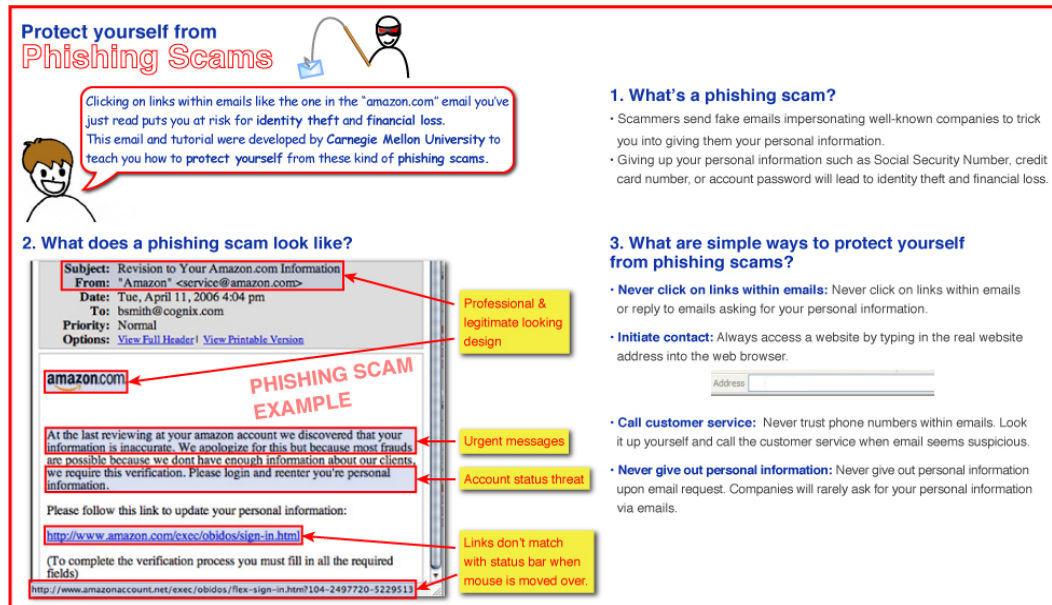 Protect yourself from
Phishing Scams
Clicking on links within emails like the one in the "amazon.com" email you've
just read puts you at risk for identity theft and financial loss.
This email and tutorial were developed by Carnegie Mellon University to
teach you how to protect yourself from these kind of phishing scams.
1. What's a phishing scam?
• Scammers send fake emails impersonating well-known companies to trick
you into giving them your personal information.
• Giving up your personal information such as Social Security Number, credit
card number, or account password will lead to identity theft and financial loss.
2. What does a phishing scam look like?
Subject: Revision to Your Amazon.com Information
From: "Amazon" <service@amazon.com>
Date: Tue, April 11, 2006 4:04 pm
To: bsmith@cognix.com
Priority: Normal
Options: View Full Header | View Printable Version
amazon.com
PHISHING SCAM
EXAMPLE
At the last reviewing at your amazon account we discovered that your
information is inaccurate. We apologize for this but because most frauds
are possible because we dont have enough information about our clients,
we require this verification. Please login and reenter you're personal
information.
Please follow this link to update your personal information:
http://www.amazon.com/exec/obidos/sign-in.html
(To complete the verification process you must fill in all the required
fields)
http://www.amazonaccount.net/exec/obidos/flex-sign-in.htm?104-2497720-5229513
Professional &
legitimate looking
design
Urgent messages
Account status threat
Links don't match
with status bar when
mouse is moved over.
3. What are simple ways to protect yourself
from phishing scams?
• Never click on links within emails: Never click on links within emails
or reply to emails asking for your personal information.
• Initiate contact: Always access a website by typing in the real website
address into the web browser.
Address
• Call customer service: Never trust phone numbers within emails. Look
it up yourself and call the customer service when email seems suspicious.
• Never give out personal information: Never give out personal information
upon email request. Companies will rarely ask for your personal information
via emails.